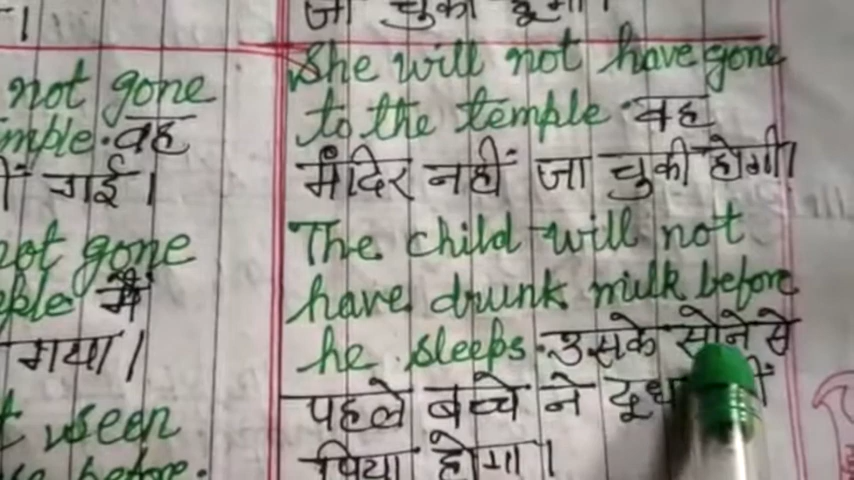 not gone
वह
गई।
gone
मैं
गया।
seen
before.
जा चुका
She will not have gone
to the temple. वह
मंदिर नहीं जा चुकी होगी।
The child will not
have drunk milk before
he sleeps. उसके सोने से
पहले बच्चे ने दूध
पिया होगा।